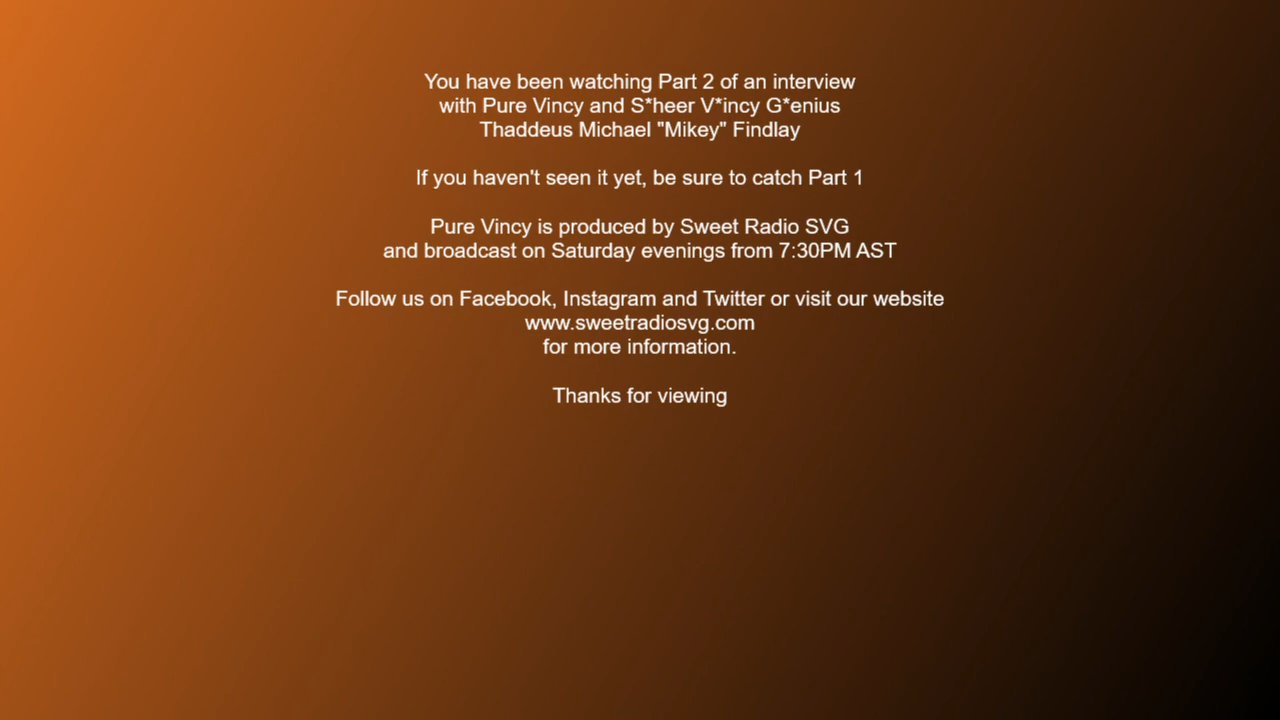 You have been watching Part 2 of an interview
with Pure Vincy and S*heer V*incy G*enius
Thaddeus Michael "Mikey" Findlay
If you haven't seen it yet, be sure to catch Part 1
Pure Vincy is produced by Sweet Radio SVG
and broadcast on Saturday evenings from 7:30PM AST
Follow us on Facebook, Instagram and Twitter or visit our website
www.sweetradiosvg.com
for more information.
Thanks for viewing